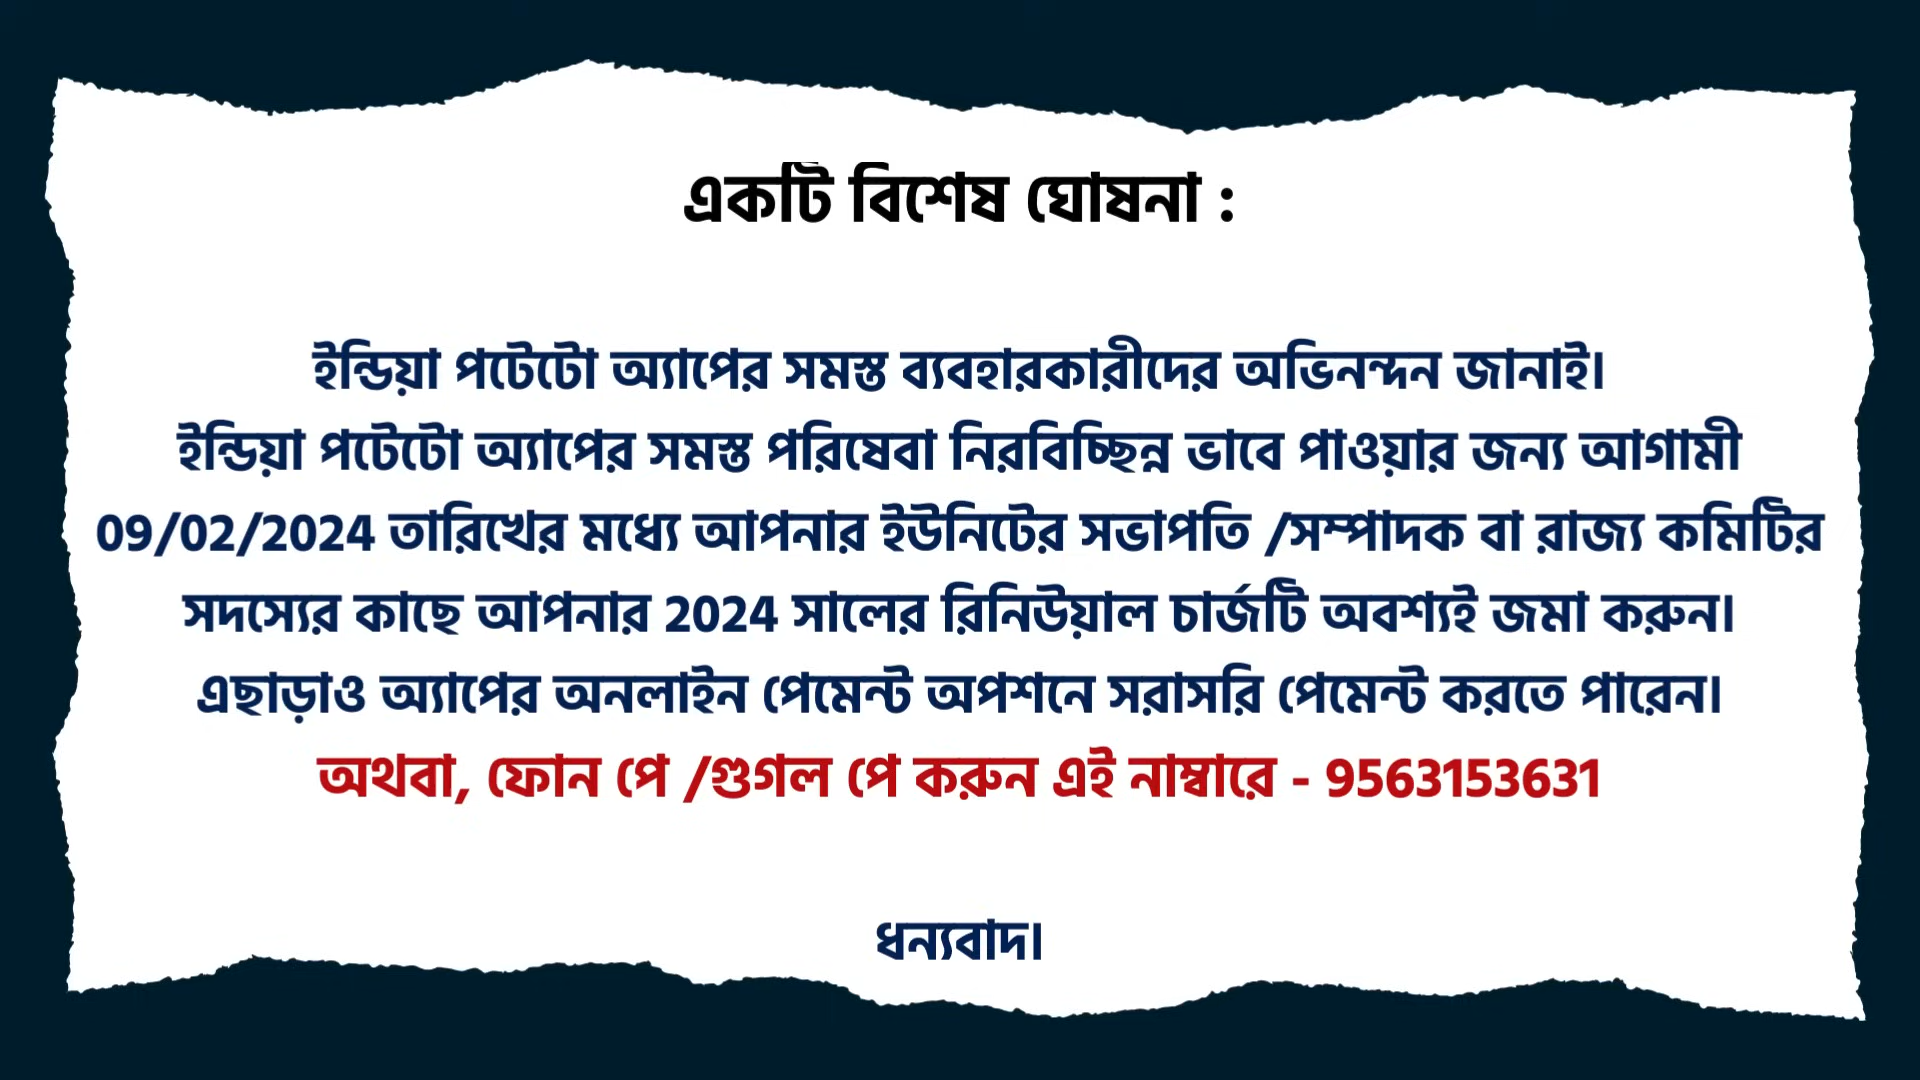 একটি বিশেষ ঘোষনা :
ইন্ডিয়া পটেটো অ্যাপের সমস্ত ব্যবহারকারীদের অভিনন্দন জানাই।
ইন্ডিয়া পটেটো অ্যাপের সমস্ত পরিষেবা নিরবিচ্ছিন্ন ভাবে পাওয়ার জন্য আগামী
09/02/2024 তারিখের মধ্যে আপনার ইউনিটের সভাপতি /সম্পাদক বা রাজ্য কমিটির
সদস্যের কাছে আপনার 2024 সালের রিনিউয়াল চার্জটি অবশ্যই জমা করুন।
এছাড়াও অ্যাপের অনলাইন পেমেন্ট অপশনে সরাসরি পেমেন্ট করতে পারেন।
অথবা, ফোন পে /গুগল পে করুন এই নাম্বারে - 9563153631
ধন্যবাদ।